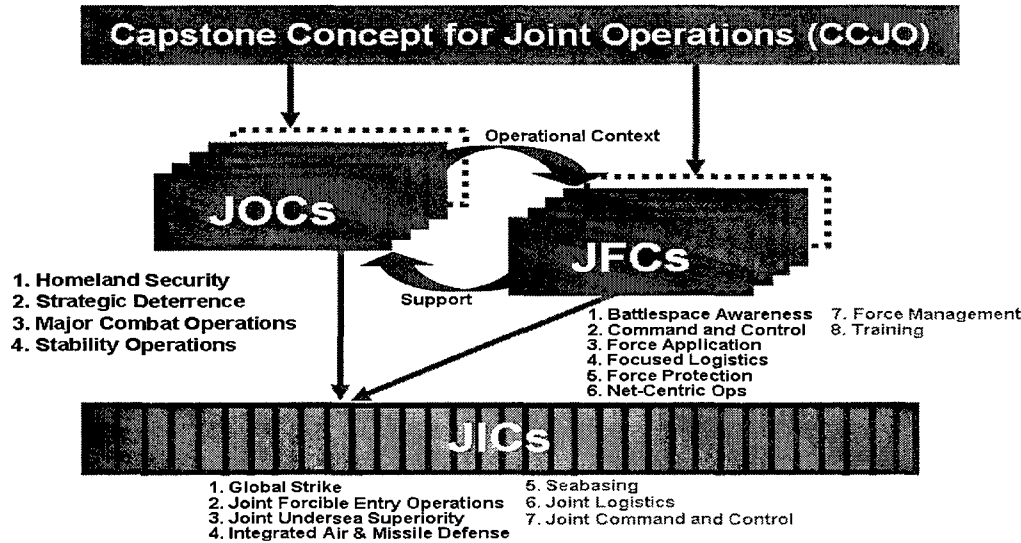 Capstone Concept for Joint Operations (CCJO)
Operational Context
JOCs
JFCs
Support
1. Homeland Security
2. Strategic Deterrence
3. Major Combat Operations
4. Stability Operations
1. Battlespace Awareness
2. Command and Control
3. Force Application
4. Focused Logistics
5. Force Protection
6. Net-Centric Ops
7. Force Management
8. Training
JICs
1. Global Strike
2. Joint Forcible Entry Operations
3. Joint Undersea Superiority
4. Integrated Air & Missile Defense
5. Seabasing
6. Joint Logistics
7. Joint Command and Control